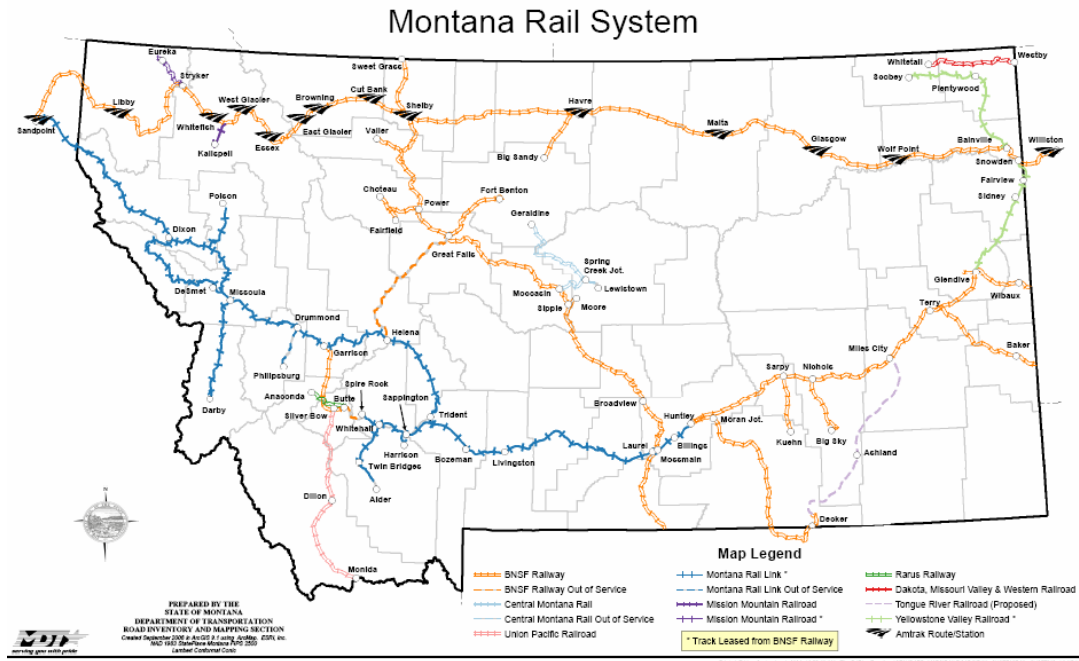 Montana Rail System
Eureka
Stryker
Sweet Grass
Whitetail
Westby
Scobey
Plentywood
Libby
West Glacier
Browning
Cut Bank
Shelby
Havre
Sandpoint
Whitefish
East Glacier
Valier
Malta
Glasgow
Bainville
Williston
Kalispell
Essex
Big Sandy
Wolf Point
Snowden
Fairview
Sidney
Polson
Choteau
Power
Fort Benton
Geraldine
Fairfield
Dixon
Great Falls
Spring
Creek Jct.
Lewistown
Glendive
Wibaux
DeSmet
Missoula
Moccasin
Sipple
Moore
Terry
Drummond
Helena
Garrison
Miles City
Baker
Philipsburg
Spire Rock
Sappington
Sarpy
Nichols
Anaconda
Butte
Silver Bow
Darby
Whitehall
Trident
Broadview
Huntley
Moran Jct.
Harrison
Bozeman
Livingston
Laurel
Billings
Mossmain
Kuehn
Big Sky
Ashland
Twin Bridges
Alder
Dillon
Decker
Monida
N
Map Legend
BNSF Railway
BNSF Railway Out of Service
Central Montana Rail
Central Montana Rail Out of Service
Union Pacific Railroad
Montana Rail Link *
Montana Rail Link Out of Service
Mission Mountain Railroad
Mission Mountain Railroad *
* Track Leased from BNSF Railway
Rarus Railway
Dakota, Missouri Valley & Western Railroad
Tongue River Railroad (Proposed)
Yellowstone Valley Railroad *
Amtrak Route/Station
PREPARED BY THE
STATE OF MONTANA
DEPARTMENT OF TRANSPORTATION
ROAD INVENTORY AND MAPPING SECTION
MDT
serving you with pride